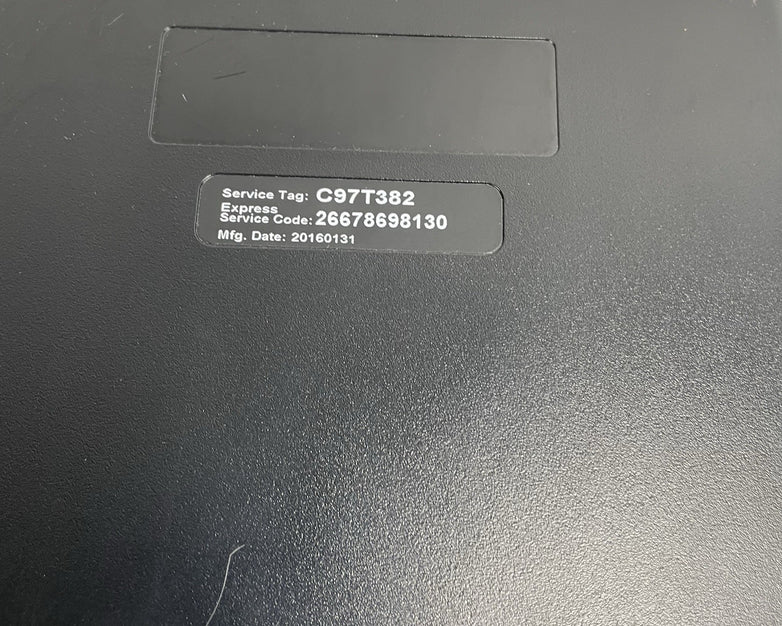 Service Tag: C97T382
Express
Service Code: 26678698130
Mfg. Date: 20160131